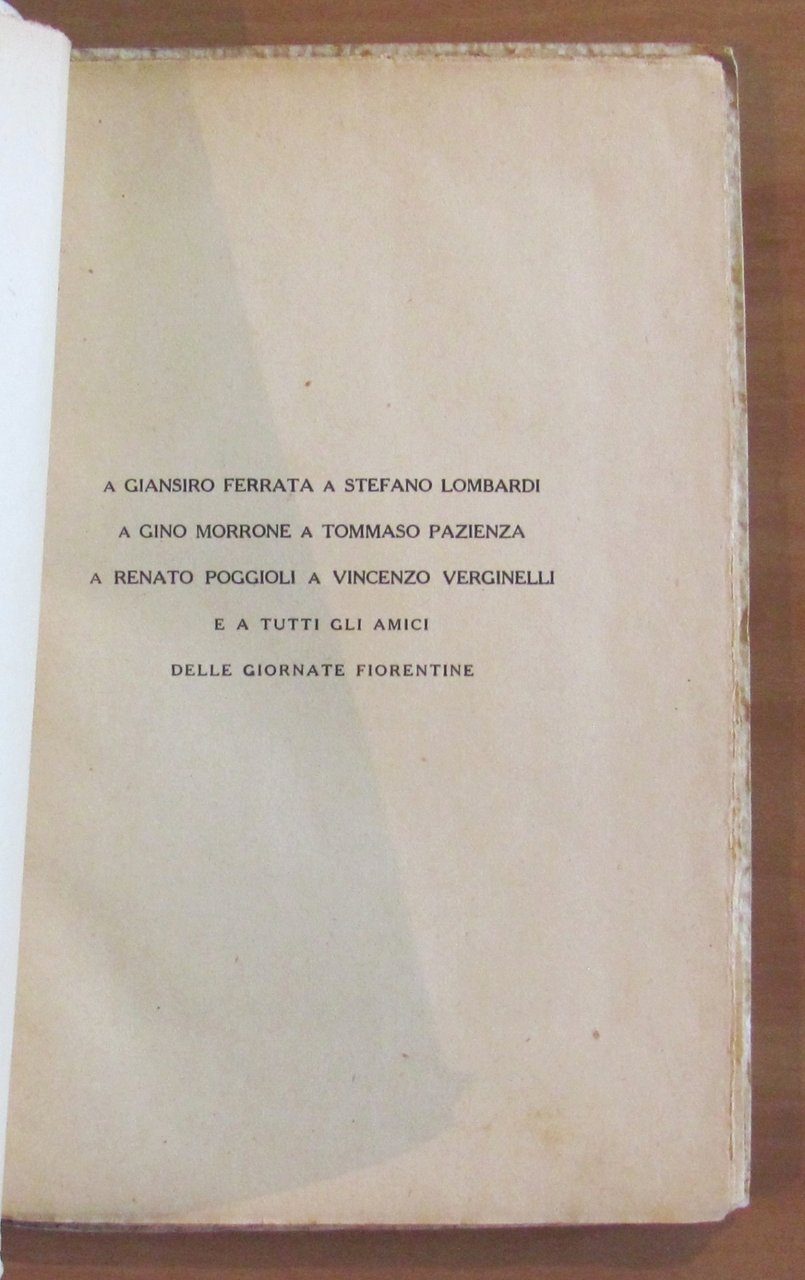 A GIANSIRO FERRATA A STEFANO LOMBARDI
A GINO MORRONE A TOMMASO PAZIENZA
A RENATO POGGIOLI A VINCENZO VERGINELLI
E A TUTTI GLI AMICI
DELLE GIORNATE FIORENTINE